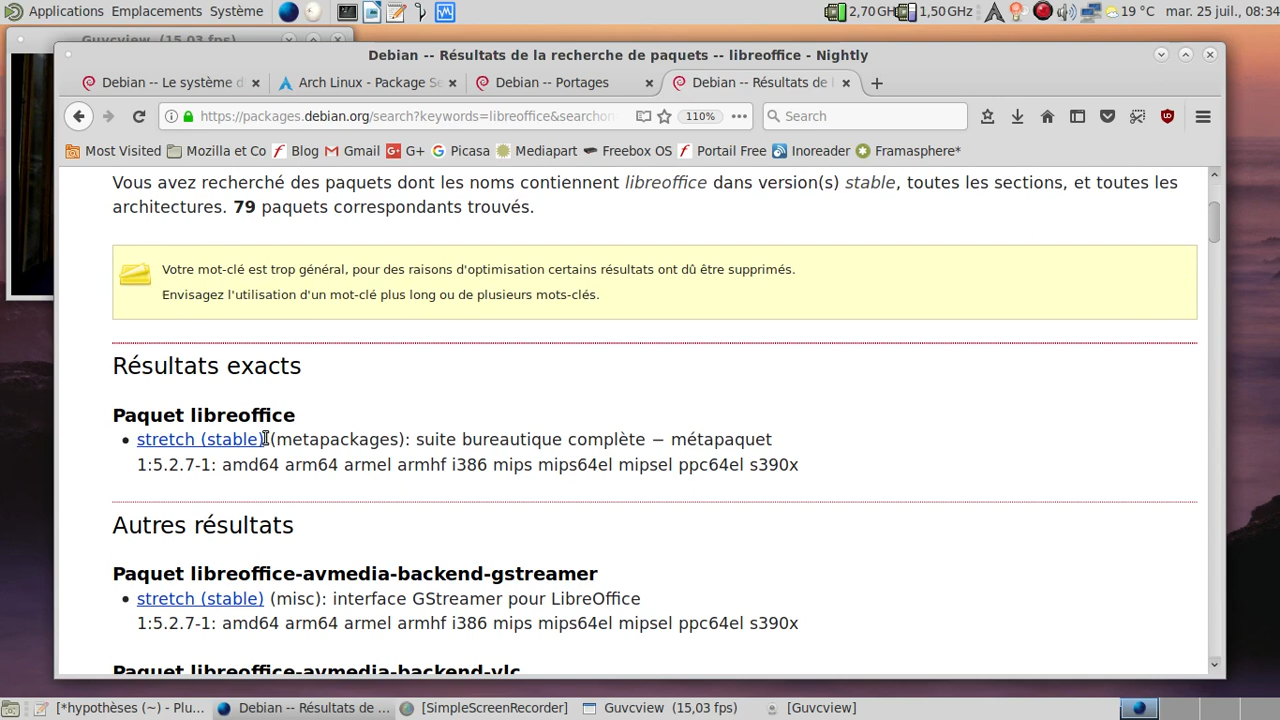 Applications Emplacements Système 2,70 GHz 1,50 GHz 19 °C mar. 25 juil., 08:34
Guvcview (15,03 fps)
Debian -- Résultats de la recherche de paquets -- libreoffice - Nightly
Debian -- Le système d
Arch Linux - Package Se
Debian -- Portages
Debian -- Résultats de l
https://packages.debian.org/search?keywords=libreoffice&searchon 110% Search
Most Visited Mozilla et Co Blog Gmail G+ Picasa Mediapart Freebox OS Portail Free Inoreader Framasphere*
Vous avez recherché des paquets dont les noms contiennent libreoffice dans version(s) stable, toutes les sections, et toutes les
architectures. 79 paquets correspondants trouvés.
Votre mot-clé est trop général, pour des raisons d'optimisation certains résultats ont dû être supprimés.
Envisagez l'utilisation d'un mot-clé plus long ou de plusieurs mots-clés.
Résultats exacts
Paquet libreoffice
stretch (stable) (metapackages): suite bureautique complète − métapaquet
1:5.2.7-1: amd64 arm64 armel armhf i386 mips mips64el mipsel ppc64el s390x
Autres résultats
Paquet libreoffice-avmedia-backend-gstreamer
stretch (stable) (misc): interface GStreamer pour LibreOffice
1:5.2.7-1: amd64 arm64 armel armhf i386 mips mips64el mipsel ppc64el s390x
Paquet libreoffice-avmedia-backend-vlc
[*hypothèses (~) - Plu... Debian -- Résultats de ... [SimpleScreenRecorder] Guvcview (15,03 fps) [Guvcview]